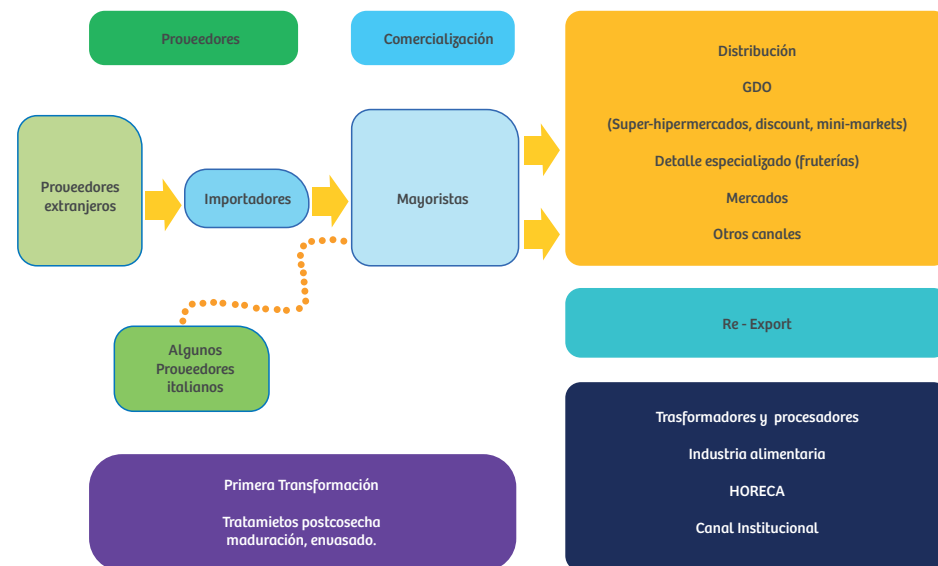 Proveedores
Comercialización
Distribución
GDO
(Super-hipermercados, discount, mini-markets)
Detalle especializado (fruterías)
Mercados
Otros canales
Proveedores
extranjeros
Importadores
Mayoristas
Re - Export
Algunos
Proveedores
italianos
Trasformadores y procesadores
Industria alimentaria
HORECA
Canal Institucional
Primera Transformación
Tratamietos postcosecha
maduración, envasado.